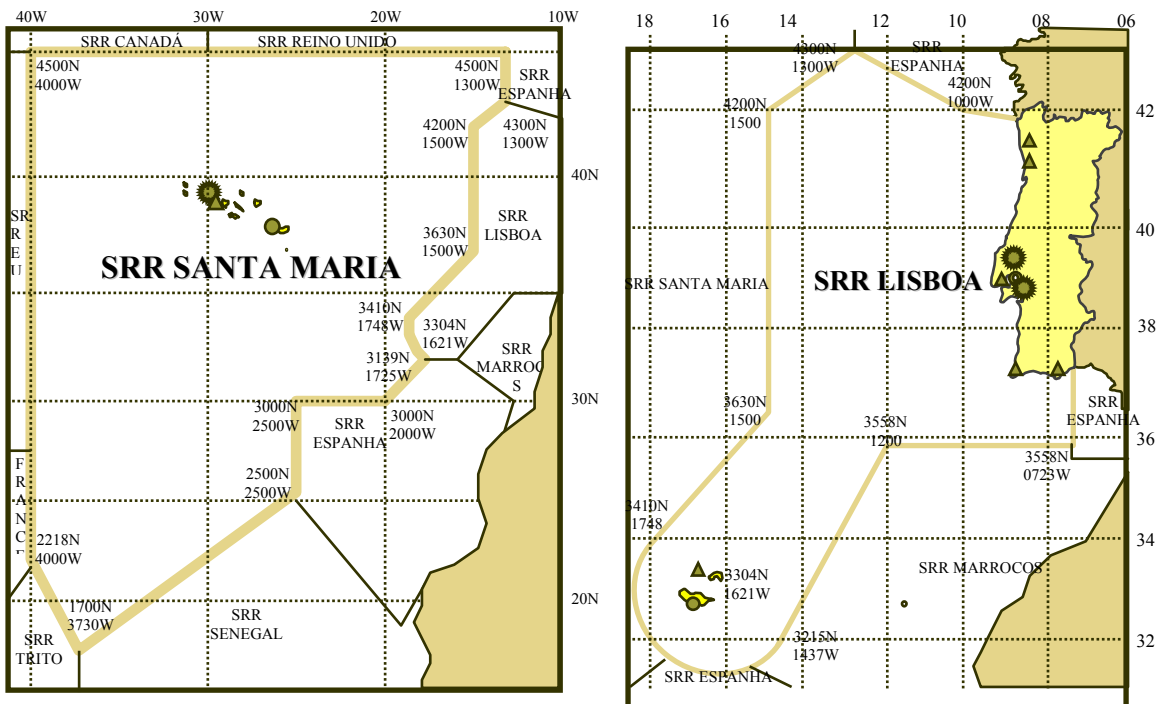 40W
30W
20W
10W
SRR CANADÁ
SRR REINO UNIDO
4500N
4000W
4500N
1300W
SRR
ESPANHA
4200N
1500W
4300N
1300W
40N
SR
R
E
U
SRR
LISBOA
3630N
1500W
SRR SANTA MARIA
3410N
1748W
3304N
1621W
3139N
1725W
SRR
MARROC
S
30N
3000N
2500W
3000N
2000W
SRR
ESPANHA
F
R
A
N
C
2500N
2500W
2218N
4000W
20N
1700N
3730W
SRR
TRITO
SRR
SENEGAL
18
16
14
12
10
08
06
4300N
1300W
SRR
ESPANHA
4200N
1500
4200N
1000W
42
40
SRR SANTA MARIA
SRR LISBOA
38
3630N
1500
3558N
1200
SRR
ESPANHA
36
3558N
0723W
3410N
1748
34
3304N
1621W
SRR MARROCOS
3215N
1437W
32
SRR ESPANHA